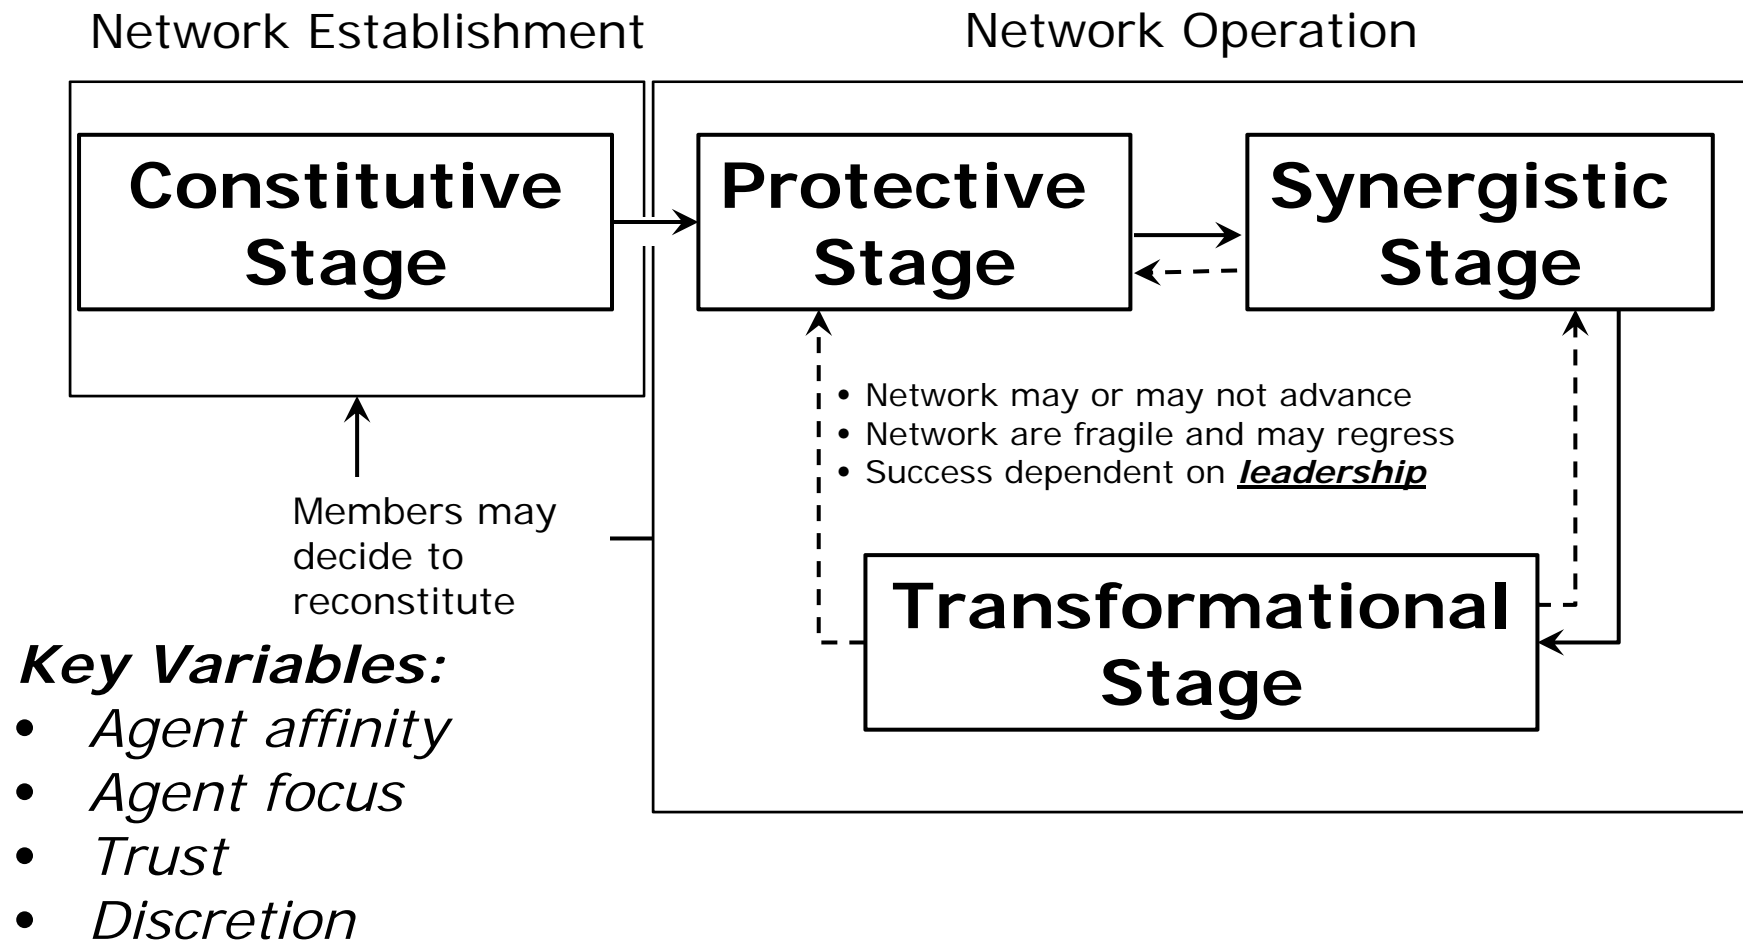 Network Establishment
Network Operation
Constitutive
Stage
Protective
Stage
Synergistic
Stage
• Network may or may not advance
• Network are fragile and may regress
• Success dependent on leadership
Members may
decide to
reconstitute
Transformational
Stage
Key Variables:
• Agent affinity
• Agent focus
• Trust
• Discretion